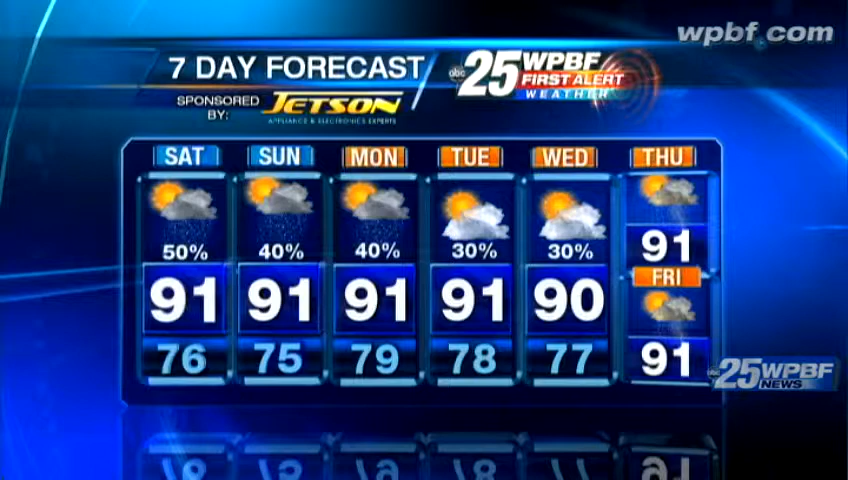 wpbf.com
7 DAY FORECAST
SPONSORED BY:
JETSON
APPLIANCE & ELECTRONICS EXPERTS
abc 25 WPBF
FIRST ALERT
WEATHER
SAT SUN MON TUE WED THU
50% 40% 40% 30% 30%
91
91 91 91 91 90
FRI
76 75 79 78 77 91
abc 25 WPBF
NEWS